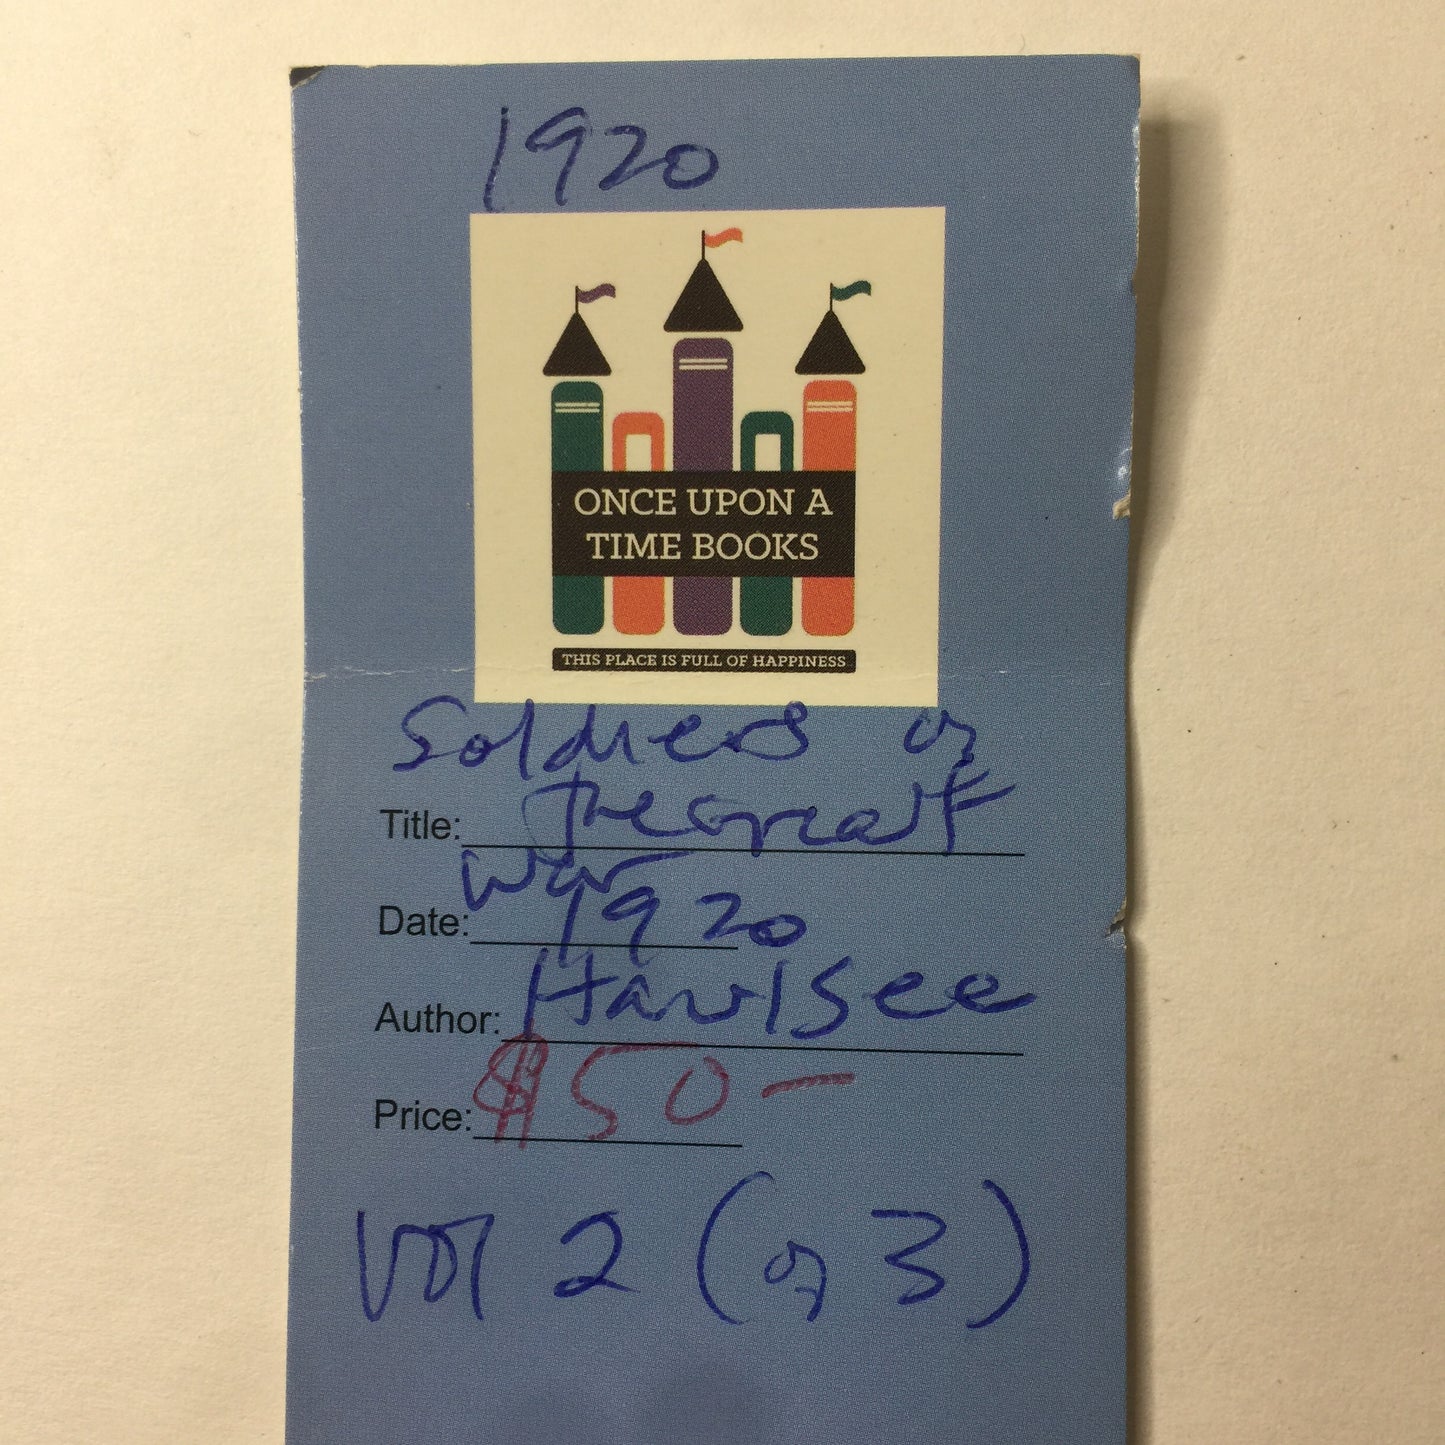 1920
ONCE UPON A
TIME BOOKS
THIS PLACE IS FULL OF HAPPINESS
Soldiers of
Title: the great
war
Date: 1920
Author: Haulsee
Price: $50-
Vol 2 (of 3)